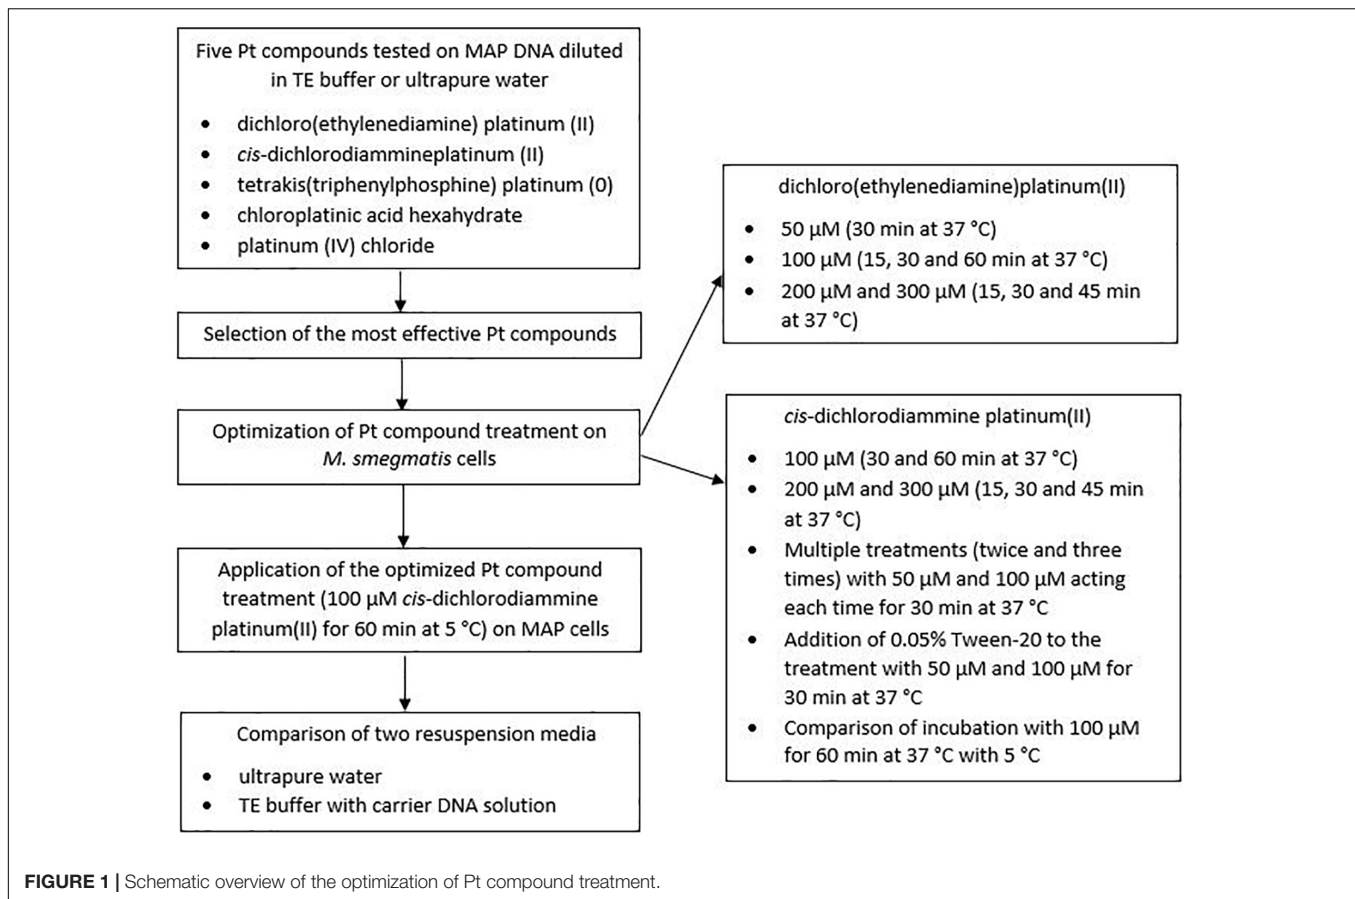 Five Pt compounds tested on MAP DNA diluted
in TE buffer or ultrapure water
• dichloro(ethylenediamine) platinum (II)
• cis-dichlorodiammineplatinum (II)
• tetrakis(triphenylphosphine) platinum (0)
• chloroplatinic acid hexahydrate
• platinum (IV) chloride
Selection of the most effective Pt compounds
Optimization of Pt compound treatment on
M. smegmatis cells
dichloro(ethylenediamine)platinum(II)
• 50 µM (30 min at 37 °C)
• 100 µM (15, 30 and 60 min at 37 °C)
• 200 µM and 300 µM (15, 30 and 45 min
at 37 °C)
cis-dichlorodiammine platinum(II)
• 100 µM (30 and 60 min at 37 °C)
• 200 µM and 300 µM (15, 30 and 45 min
at 37 °C)
• Multiple treatments (twice and three
times) with 50 µM and 100 µM acting
each time for 30 min at 37 °C
• Addition of 0.05% Tween-20 to the
treatment with 50 µM and 100 µM for
30 min at 37 °C
• Comparison of incubation with 100 µM
for 60 min at 37 °C with 5 °C
Application of the optimized Pt compound
treatment (100 µM cis-dichlorodiammine
platinum(II) for 60 min at 5 °C) on MAP cells
Comparison of two resuspension media
• ultrapure water
• TE buffer with carrier DNA solution
FIGURE 1 | Schematic overview of the optimization of Pt compound treatment.